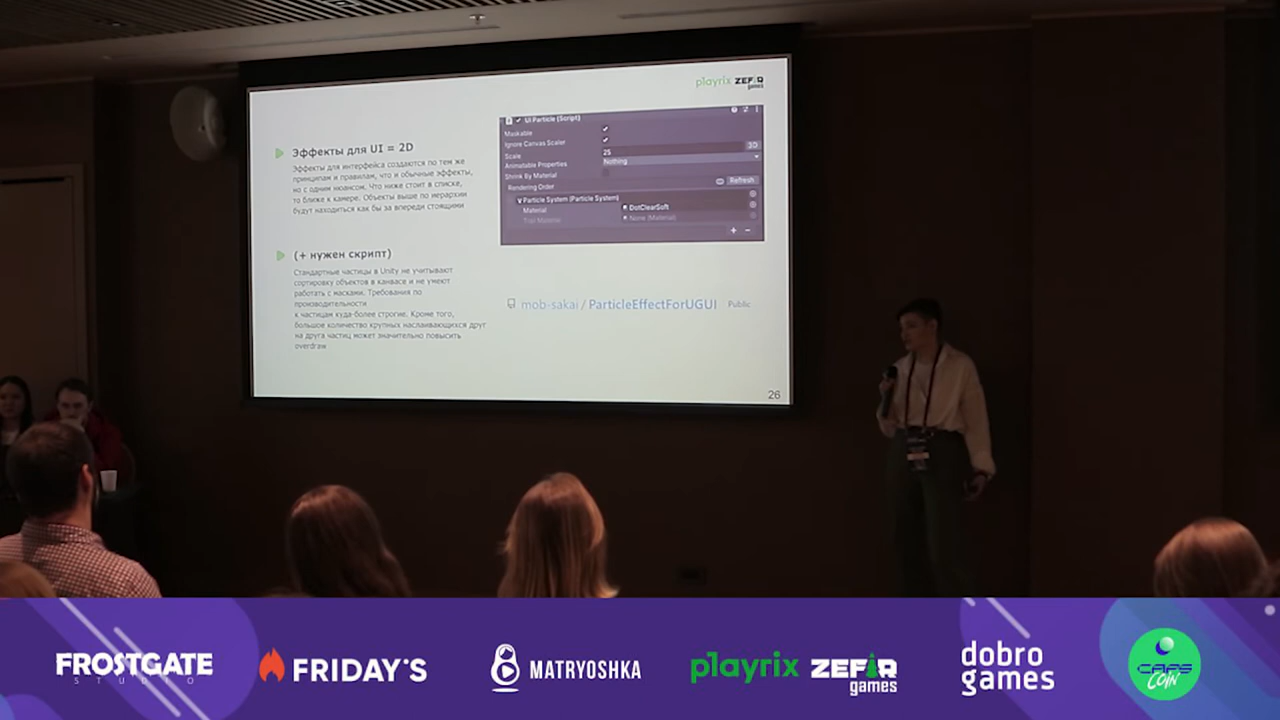 playrix ZEFIR games
Эффекты для UI = 2D
Эффекты для интерфейса создаются по тем же
принципам и правилам, что и обычные эффекты,
но с одним нюансом. Что ниже стоит в списке,
то ближе к камере. Объекты выше по иерархии
будут находиться как бы за впереди стоящими
(+ нужен скрипт)
Стандартные частицы в Unity не учитывают
сортировку объектов в канвасе и не умеют
работать с масками. Требования по
производительности
к частицам куда-более строгие. Кроме того,
большое количество крупных наслаивающихся друг
на друга частиц может значительно повысить
overdraw
UI Particle (Script)
Maskable
Ignore Canvas Scaler
Scale 25 3D
Animatable Properties Nothing
Shrink By Material
Rendering Order Refresh
Particle System (Particle System)
Material DotClearSoft
Trail Material None (Material)
+ −
mob-sakai / ParticleEffectForUGUI Public
26
FROSTGATE
STUDIO
FRIDAY'S
MATRYOSHKA
playrix ZEFIR
games
dobro
games
CAPS
COIN